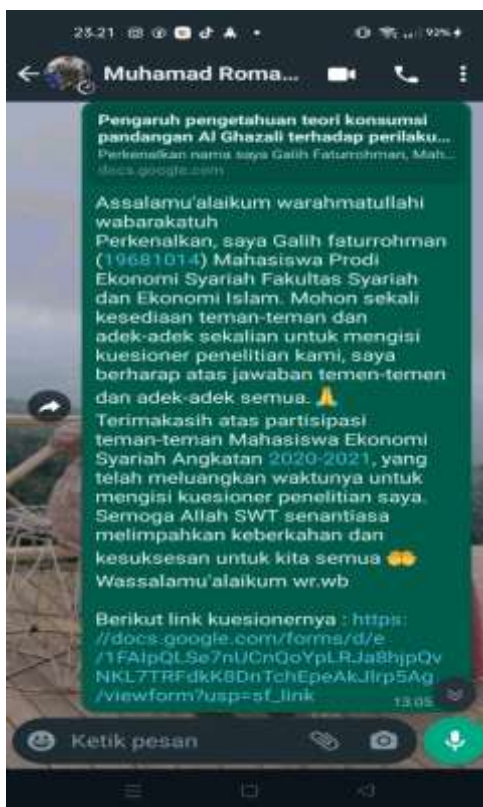 23.21
92%
Muhamad Roma...
Pengaruh pengetahuan teori konsumsi
pandangan Al Ghazali terhadap perilaku...
Perkenalkan nama saya Galih Faturrohman, Mah...
docs.google.com
Assalamu'alaikum warahmatullahi
wabarakatuh
Perkenalkan, saya Galih faturrohman
(19681014) Mahasiswa Prodi
Ekonomi Syariah Fakultas Syariah
dan Ekonomi Islam. Mohon sekali
kesediaan teman-teman dan
adek-adek sekalian untuk mengisi
kuesioner penelitian kami, saya
berharap atas jawaban temen-temen
dan adek-adek semua. 🙏
Terimakasih atas partisipasi
teman-teman Mahasiswa Ekonomi
Syariah Angkatan 2020-2021, yang
telah meluangkan waktunya untuk
mengisi kuesioner penelitian saya.
Semoga Allah SWT senantiasa
melimpahkan keberkahan dan
kesuksesan untuk kita semua 🤲
Wassalamu'alaikum wr.wb
Berikut link kuesionernya : https:
//docs.google.com/forms/d/e
/1FAIpQLSe7nUCnQoYpLRJa8hjpQv
NKL7TRFdkK8DnTchEpeAkJlrp5Ag
/viewform?usp=sf_link
13.05
Ketik pesan